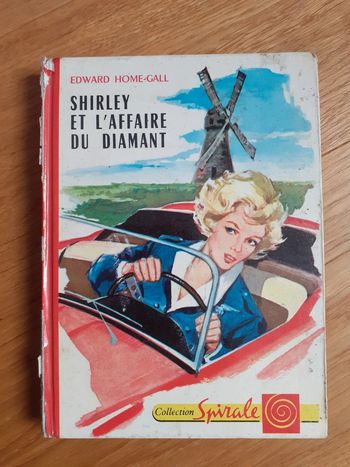 EDWARD HOME-GALL
SHIRLEY
ET L'AFFAIRE
DU DIAMANT
Collection Spirale